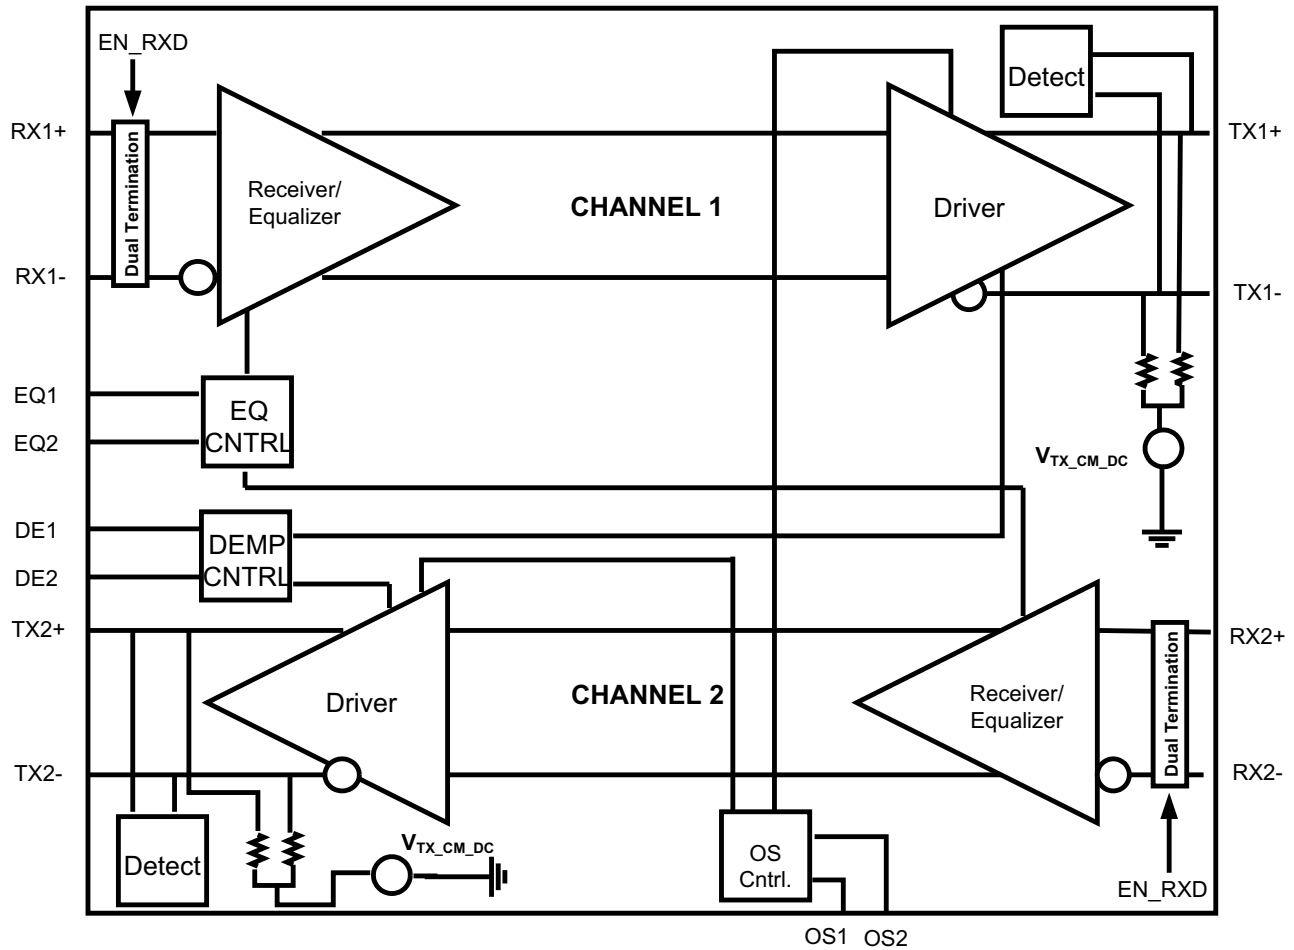 EN_RXD
Detect
RX1+
TX1+
Dual Termination
Receiver/
Equalizer
CHANNEL 1
Driver
RX1-
TX1-
EQ1
EQ
CNTRL
EQ2
VTX_CM_DC
DE1
DEMP
CNTRL
DE2
TX2+
RX2+
Driver
CHANNEL 2
Receiver/
Equalizer
Dual Termination
TX2-
RX2-
Detect
VTX_CM_DC
OS
Cntrl.
EN_RXD
OS1
OS2